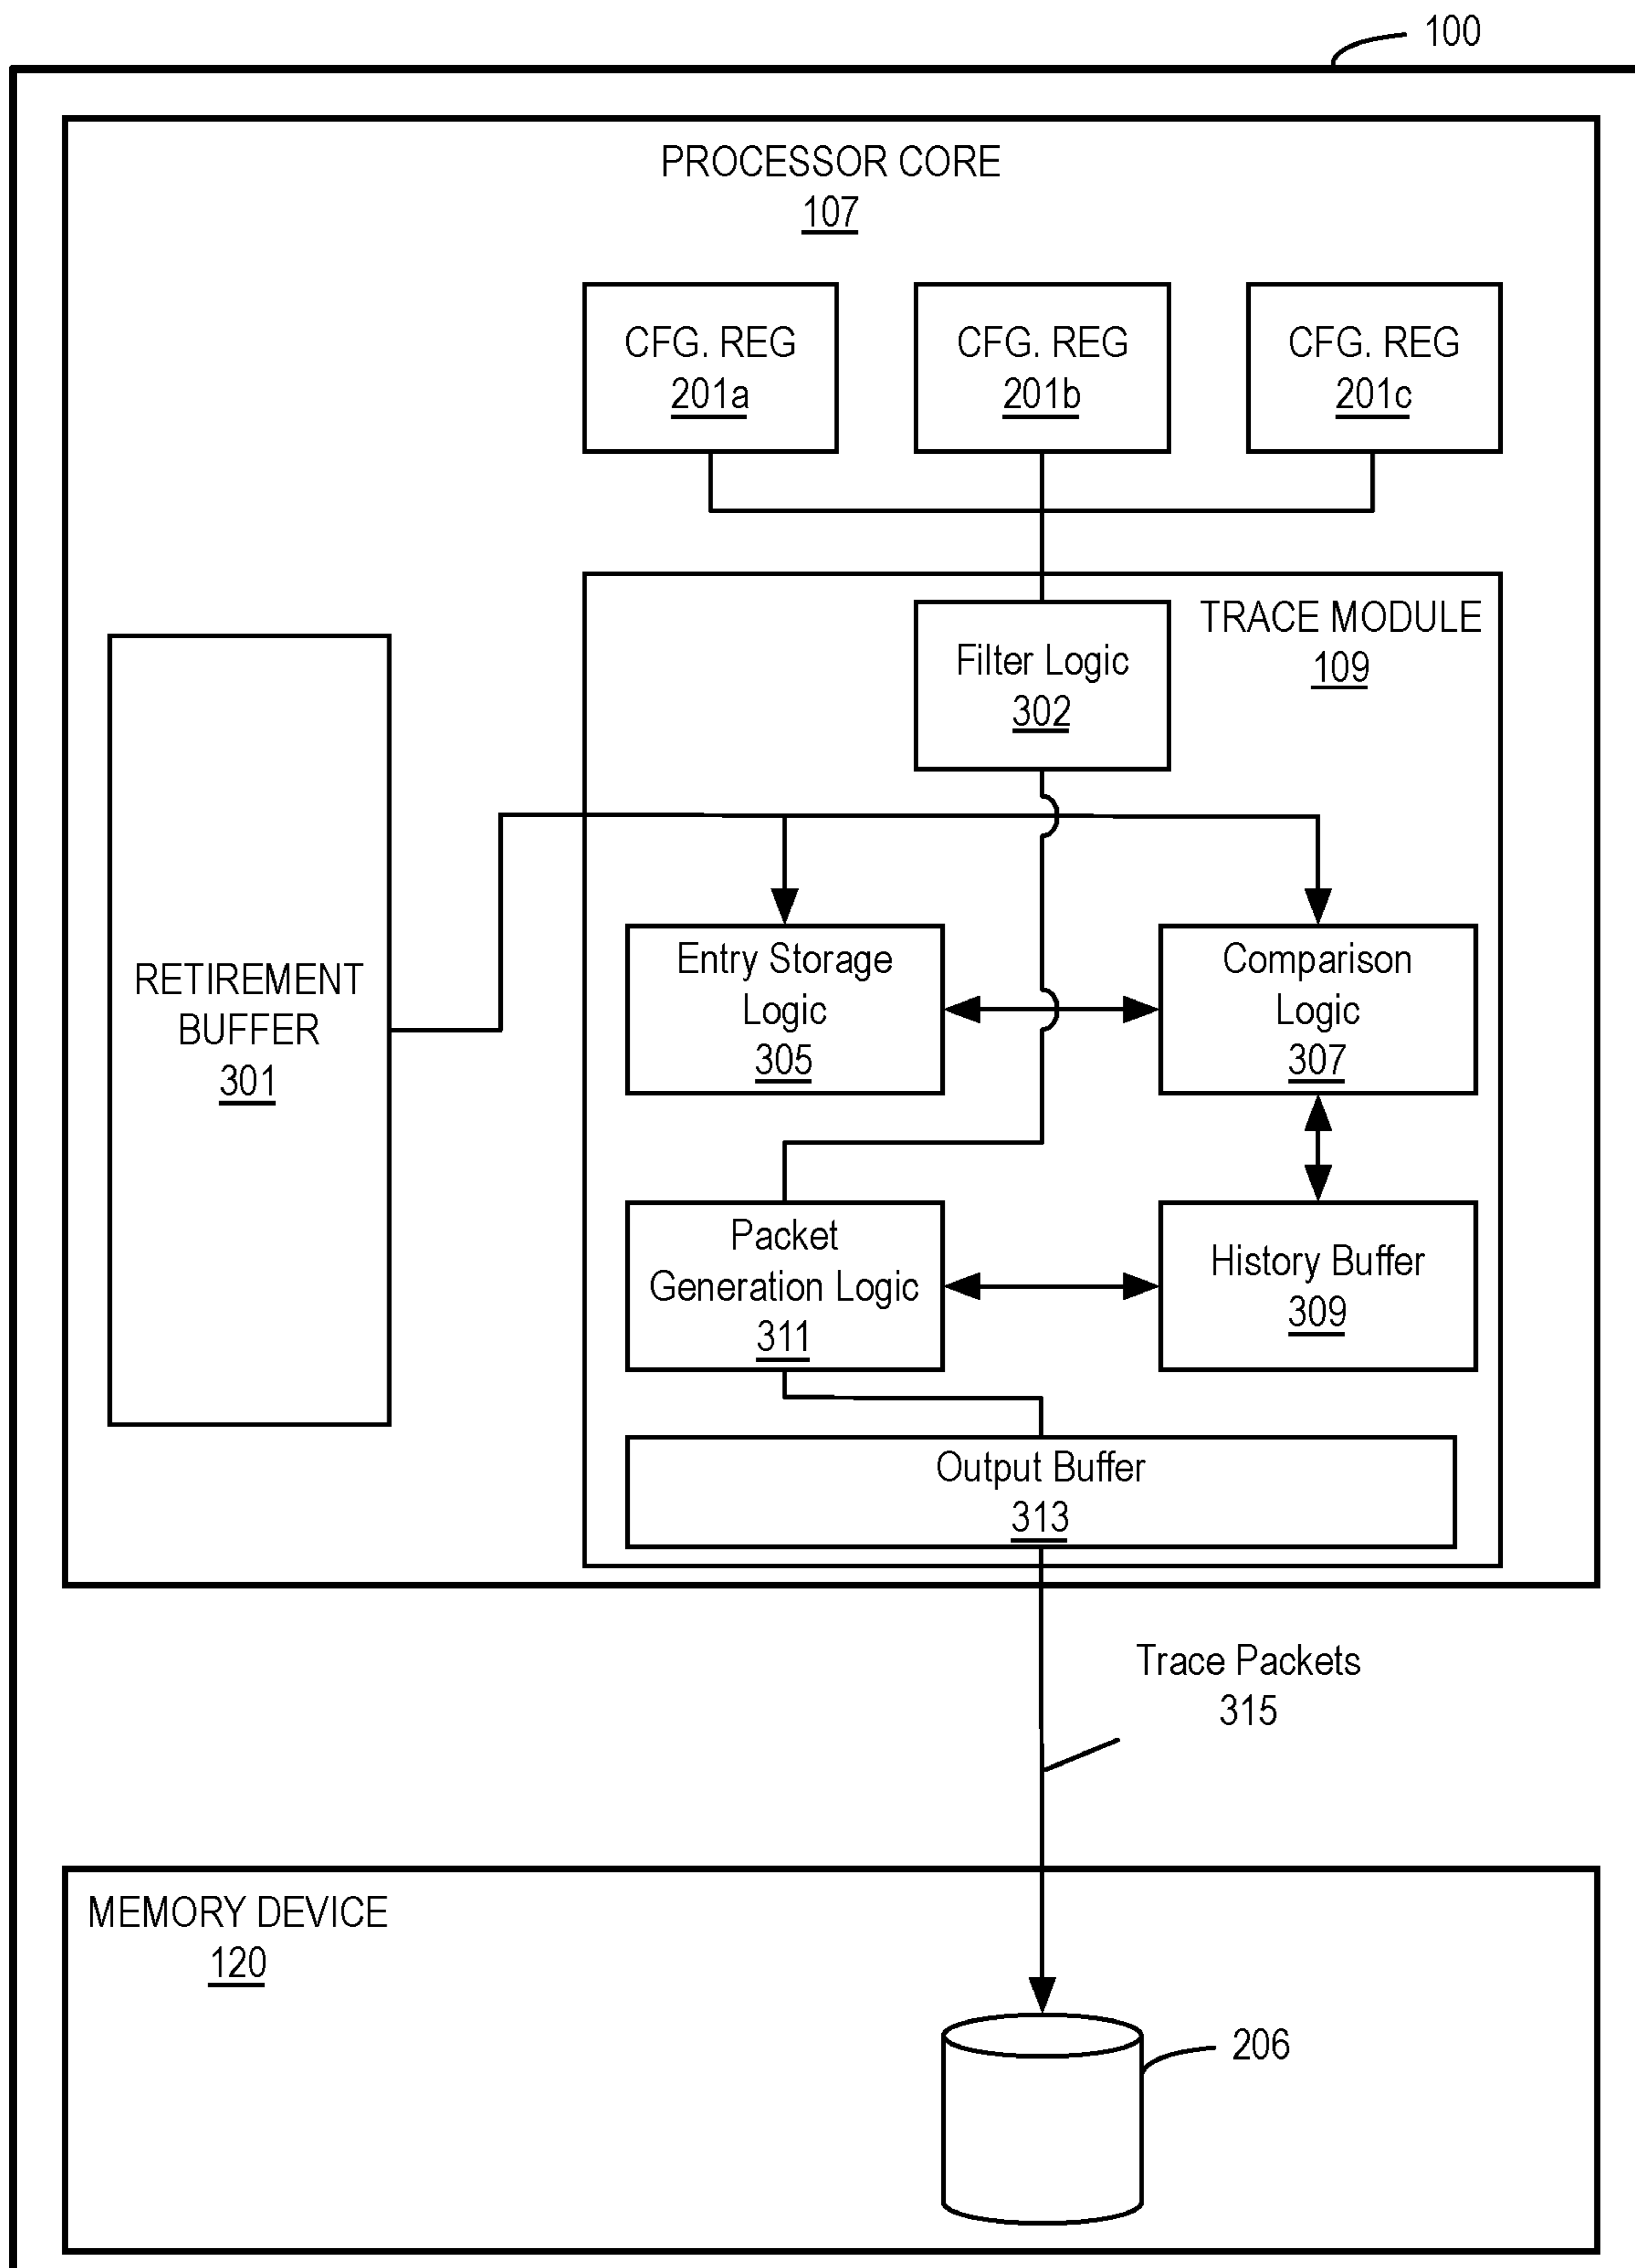 100
PROCESSOR CORE
107
CFG. REG
201a
CFG. REG
201b
CFG. REG
201c
TRACE MODULE
109
Filter Logic
302
RETIREMENT
BUFFER
301
Entry Storage
Logic
305
Comparison
Logic
307
Packet
Generation Logic
311
History Buffer
309
Output Buffer
313
Trace Packets
315
MEMORY DEVICE
120
206